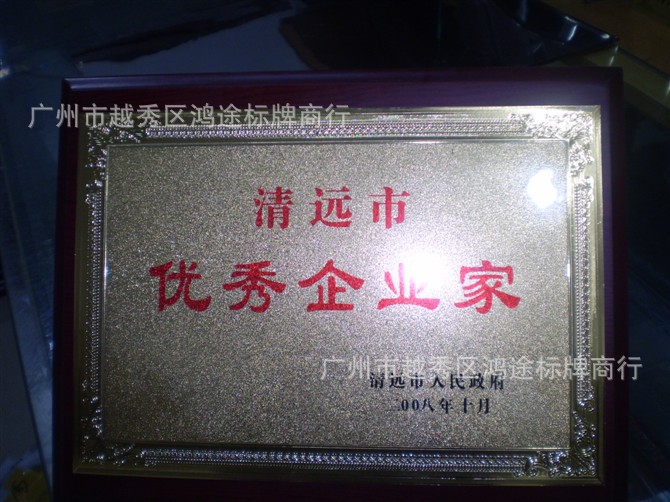 广州市越秀区鸿途标牌商行
清远市
优秀企业家
广州市越秀区鸿途标牌商行
清远市人民政府
二00八年十月